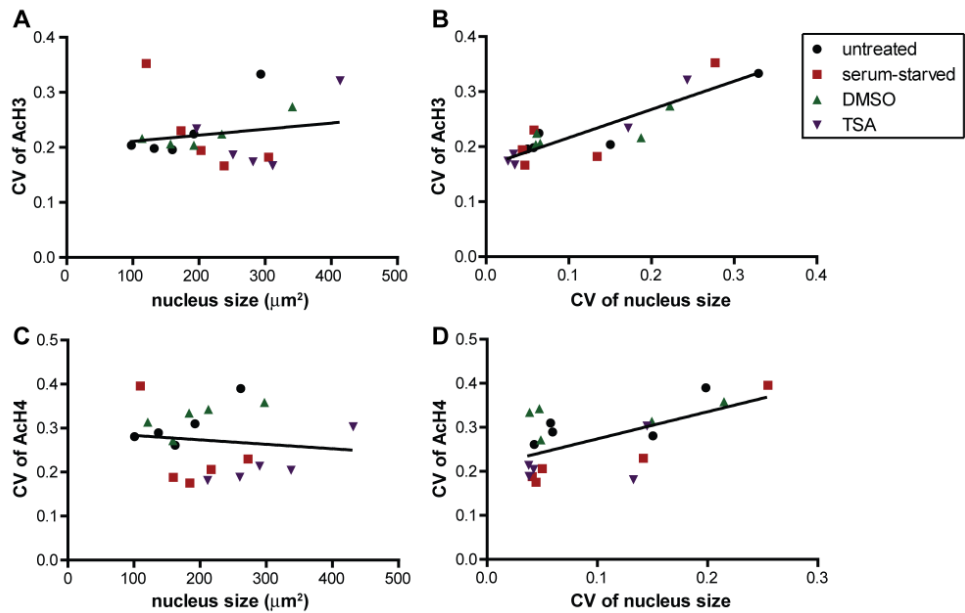 A
0.4
0.3
0.2
0.1
0.0
CV of AcH3
0
100
200
300
400
500
nucleus size (μm²)
B
0.4
0.3
0.2
0.1
0.0
CV of AcH3
0.0
0.1
0.2
0.3
0.4
CV of nucleus size
untreated
serum-starved
DMSO
TSA
C
0.5
0.4
0.3
0.2
0.1
0.0
CV of AcH4
0
100
200
300
400
500
nucleus size (μm²)
D
0.5
0.4
0.3
0.2
0.1
0.0
CV of AcH4
0.0
0.1
0.2
0.3
CV of nucleus size